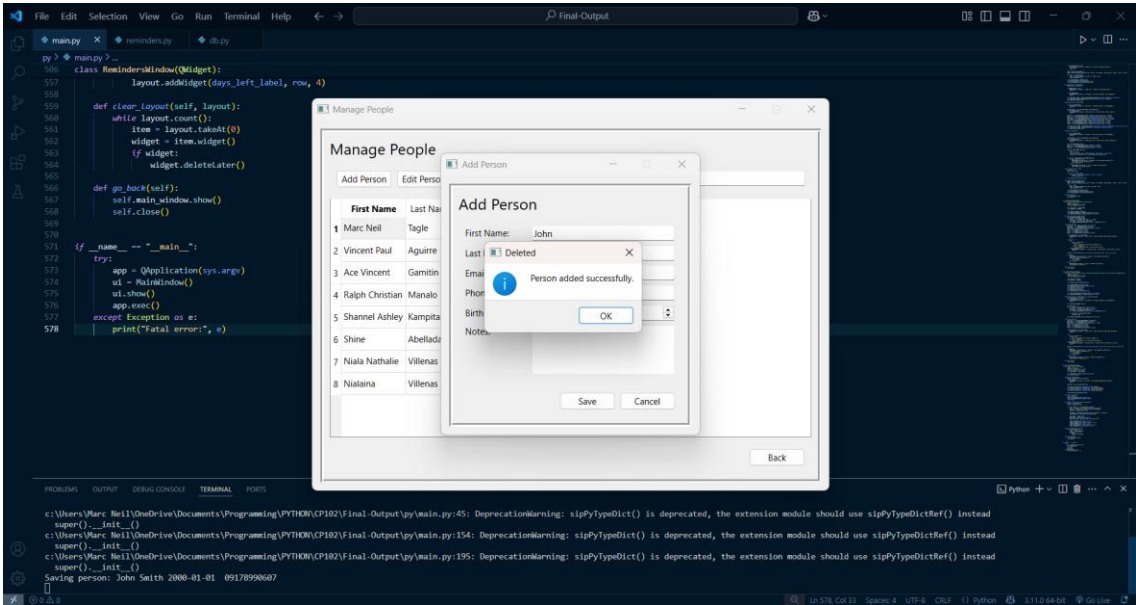 File Edit Selection View Go Run Terminal Help
Final-Output
main.py
reminders.py
db.py
py > main.py > ...
506 class RemindersWindow(QWidget):
557 layout.addWidget(days_left_label, row, 4)
558
559 def clear_layout(self, layout):
560 while layout.count():
561 item = layout.takeAt(0)
562 widget = item.widget()
563 if widget:
564 widget.deleteLater()
565
566 def go_back(self):
567 self.main_window.show()
568 self.close()
569
570
571 if __name__ == "__main__":
572 try:
573 app = QApplication(sys.argv)
574 ui = MainWindow()
575 ui.show()
576 app.exec()
577 except Exception as e:
578 print("Fatal error:", e)
Manage People
Manage People
Add Person Edit Perso
First Name Last Na
1 Marc Neil Tagle
2 Vincent Paul Aguirre
3 Ace Vincent Gamitin
4 Ralph Christian Manalo
5 Shannel Ashley Kampita
6 Shine Abellada
7 Niala Nathalie Villenas
8 Nialaina Villenas
Back
Add Person
Add Person
First Name: John
Last
Emai
Phon
Birth
Notes
Save Cancel
Deleted
Person added successfully.
OK
PROBLEMS OUTPUT DEBUG CONSOLE TERMINAL PORTS
Python
c:\Users\Marc Neil\OneDrive\Documents\Programming\PYTHON\CP102\Final-Output\py\main.py:45: DeprecationWarning: sipPyTypeDict() is deprecated, the extension module should use sipPyTypeDictRef() instead
super().__init__()
c:\Users\Marc Neil\OneDrive\Documents\Programming\PYTHON\CP102\Final-Output\py\main.py:154: DeprecationWarning: sipPyTypeDict() is deprecated, the extension module should use sipPyTypeDictRef() instead
super().__init__()
c:\Users\Marc Neil\OneDrive\Documents\Programming\PYTHON\CP102\Final-Output\py\main.py:195: DeprecationWarning: sipPyTypeDict() is deprecated, the extension module should use sipPyTypeDictRef() instead
super().__init__()
Saving person: John Smith 2000-01-01 09178990607
0 0 Ln 578, Col 33 Spaces: 4 UTF-8 CRLF {} Python 3.11.0 64-bit Go Live